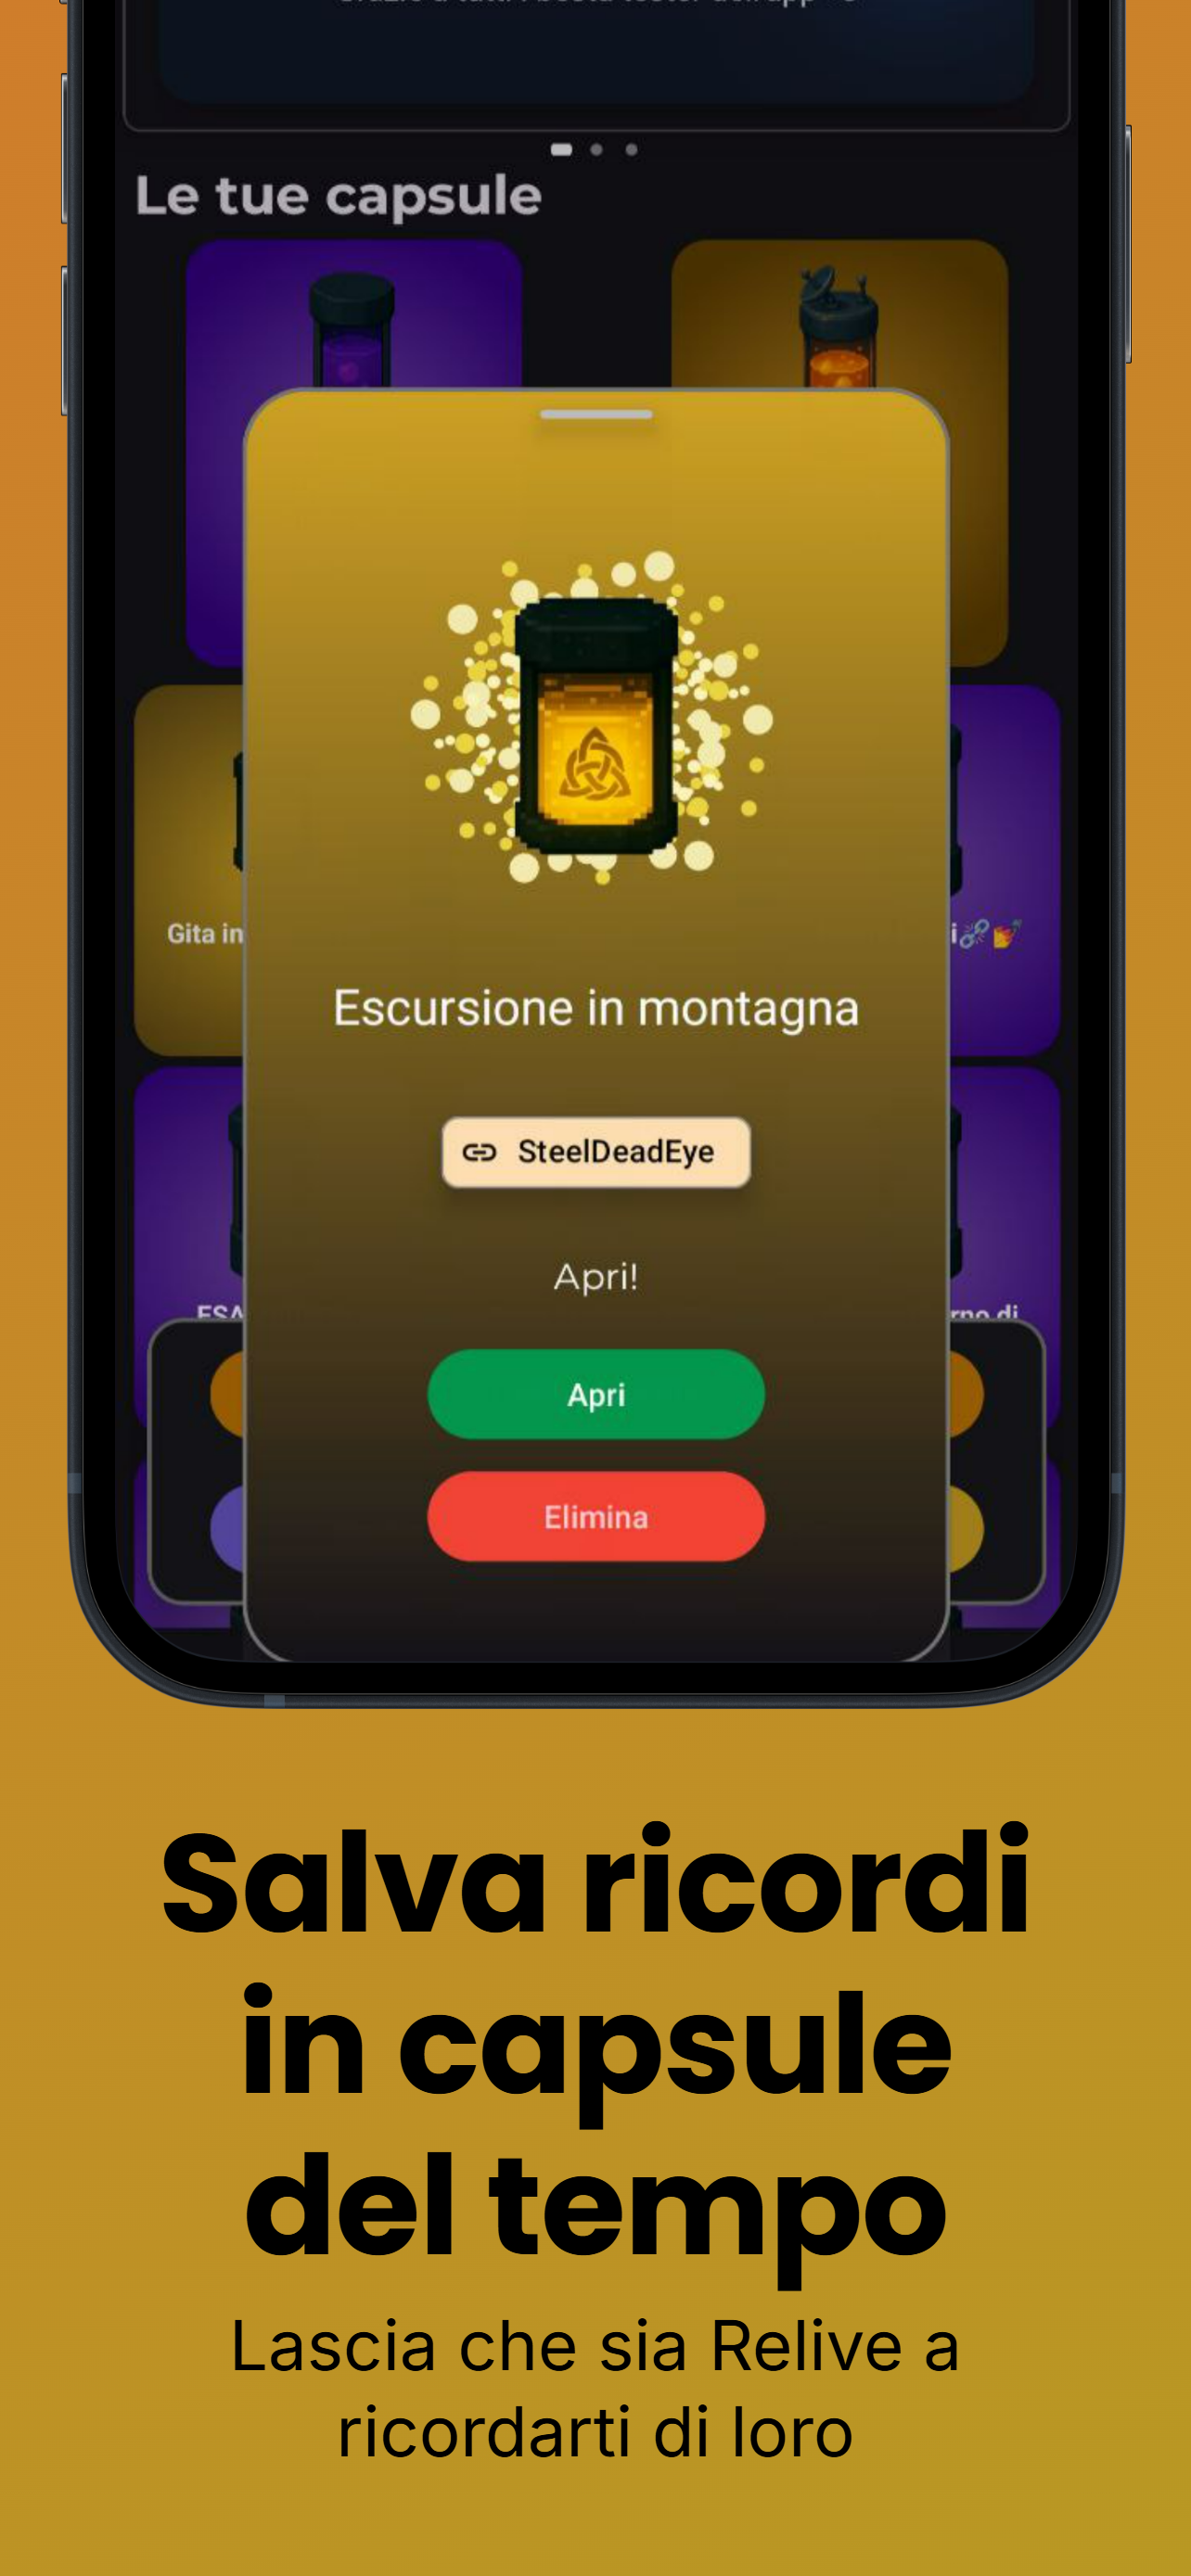 Le tue capsule
Gita in
i🔗💅
Escursione in montagna
SteelDeadEye
Apri!
ESA
rno di
Apri
Elimina
Salva ricordi
in capsule
del tempo
Lascia che sia Relive a
ricordarti di loro